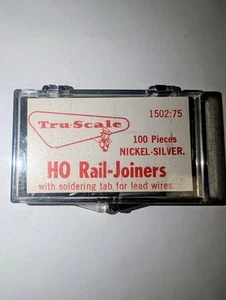 Tru-Scale
1502:75
100 Pieces
NICKEL-SILVER.
HO Rail-Joiners
with soldering tab for lead wires.